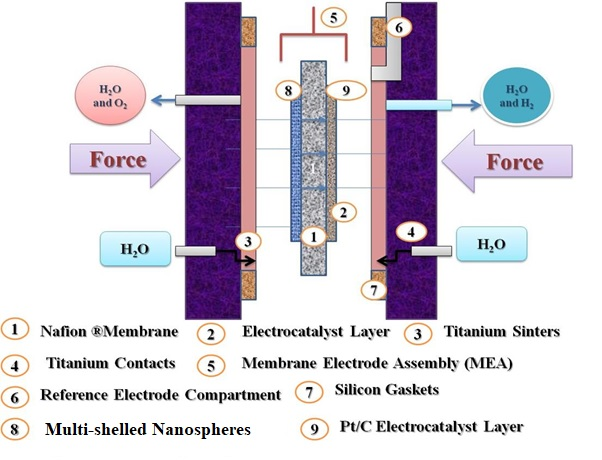 5
6
H₂O
and O₂
8
9
H₂O
and H₂
Force
Force
1
2
3
1
4
H₂O
H₂O
7
1 Nafion ®Membrane 2 Electrocatalyst Layer 3 Titanium Sinters
4 Titanium Contacts 5 Membrane Electrode Assembly (MEA)
6 Reference Electrode Compartment 7 Silicon Gaskets
8 Multi-shelled Nanospheres 9 Pt/C Electrocatalyst Layer